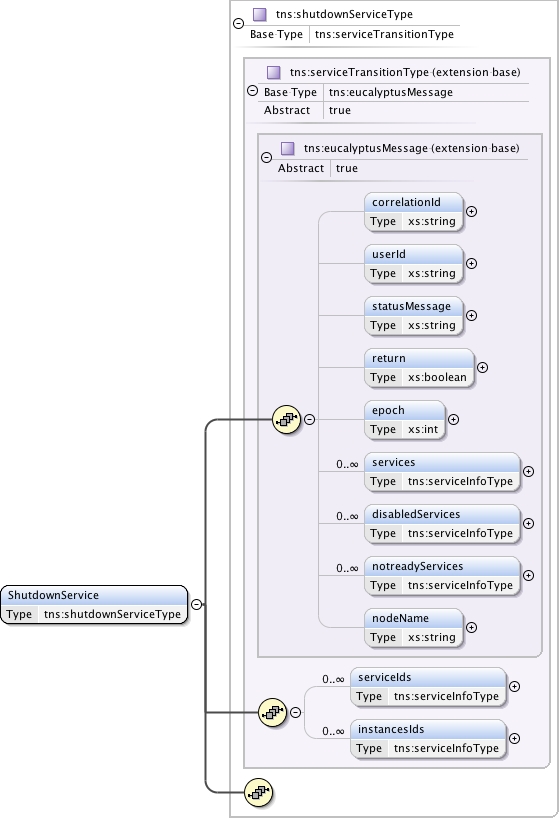 tns:shutdownServiceType
Base Type tns:serviceTransitionType
tns:serviceTransitionType (extension base)
Base Type tns:eucalyptusMessage
Abstract true
tns:eucalyptusMessage (extension base)
Abstract true
correlationId
Type xs:string
userId
Type xs:string
statusMessage
Type xs:string
return
Type xs:boolean
epoch
Type xs:int
0..∞ services
Type tns:serviceInfoType
0..∞ disabledServices
Type tns:serviceInfoType
0..∞ notreadyServices
Type tns:serviceInfoType
nodeName
Type xs:string
ShutdownService
Type tns:shutdownServiceType
0..∞ serviceIds
Type tns:serviceInfoType
0..∞ instancesIds
Type tns:serviceInfoType